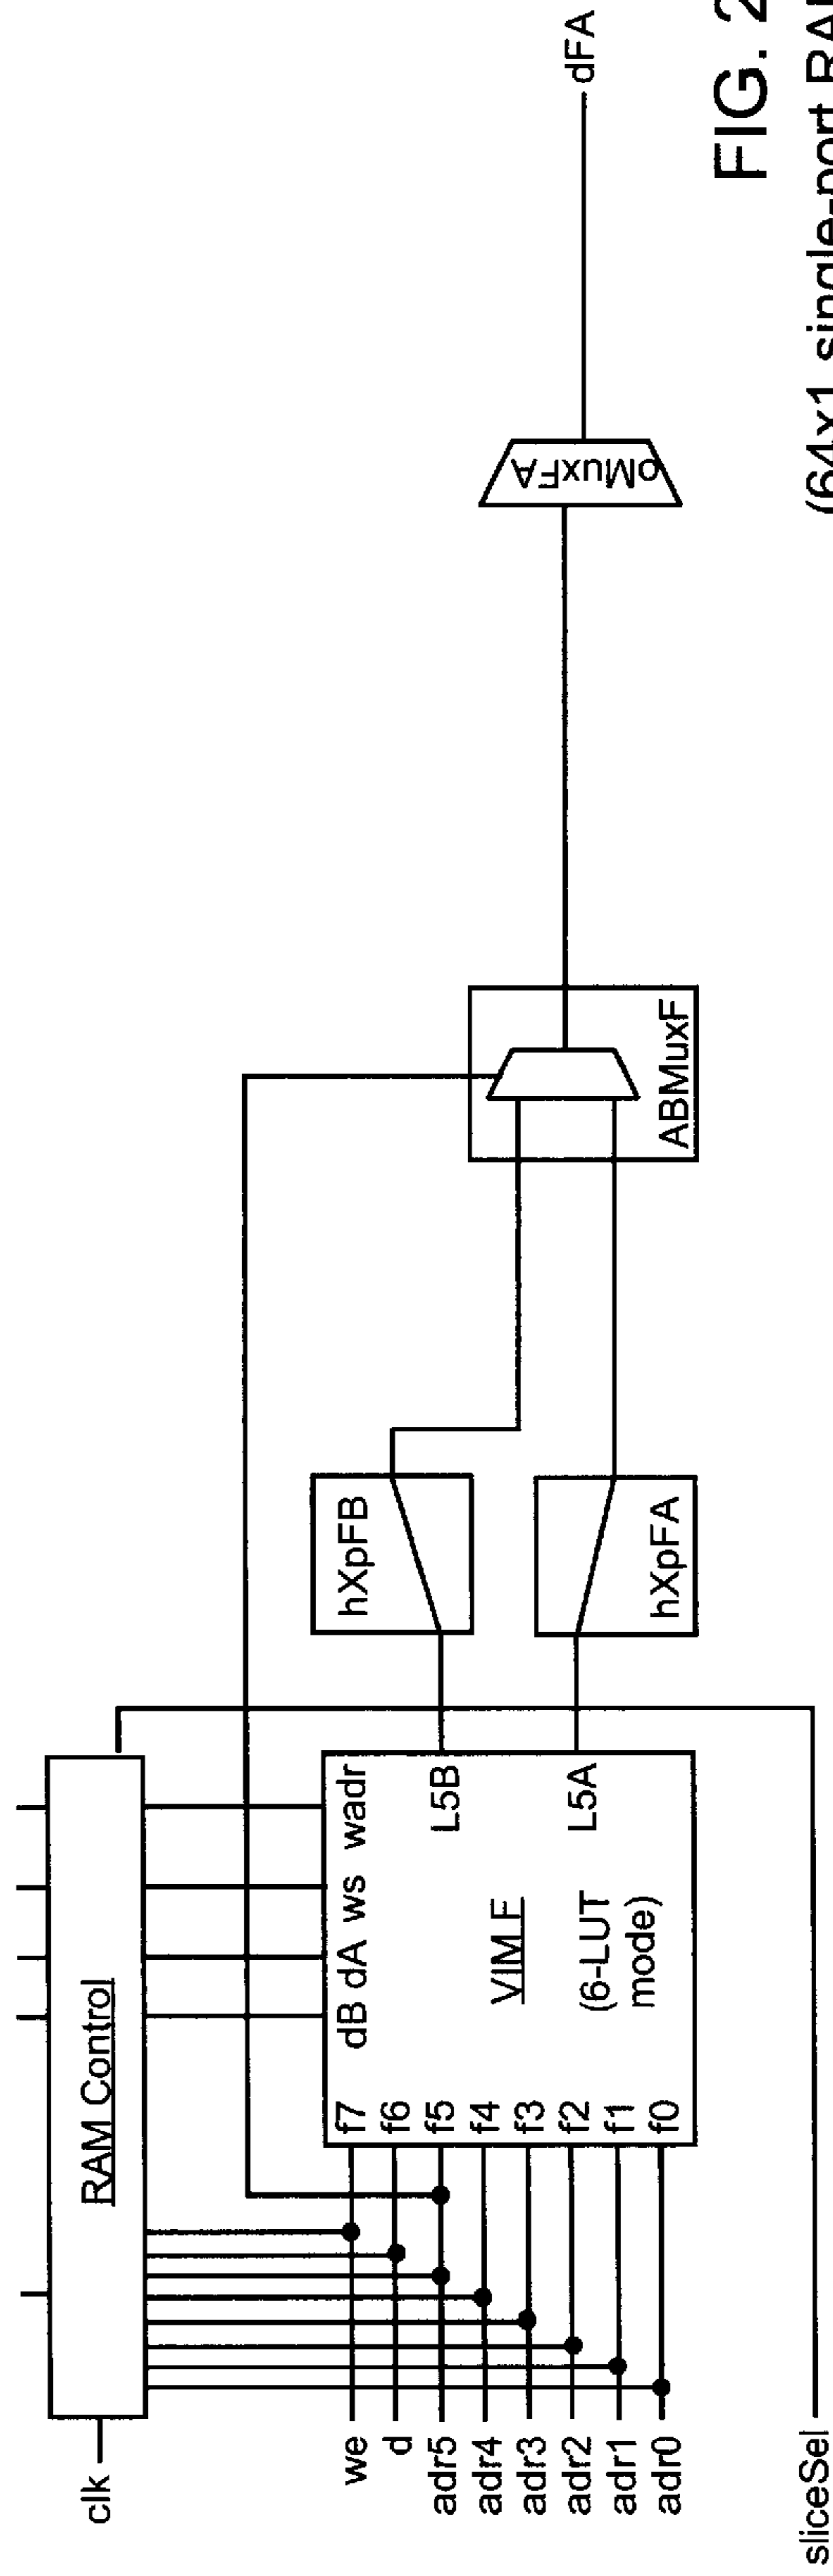 clk
RAM Control
we
d
adr5
adr4
adr3
adr2
adr1
adr0
sliceSel
f7
f6
f5
f4
f3
f2
f1
f0
dB dA ws wadr
VIM F
(6-LUT
mode)
L5B
L5A
hXpFB
hXpFA
ABMuxF
oMuxFA
dFA
FIG. 2
(64x1 single-port